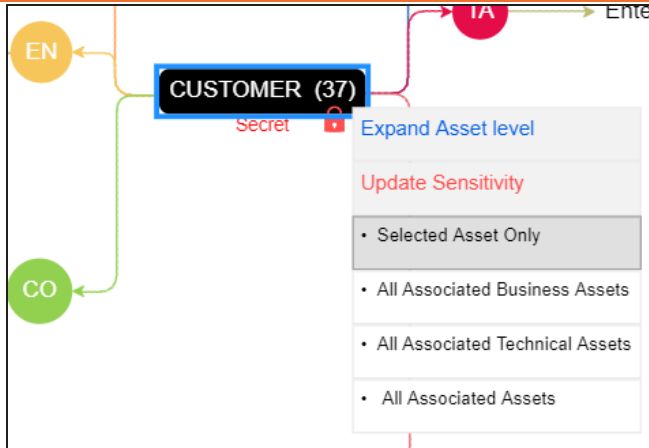 TA
Ente
EN
CUSTOMER (37)
Secret
Expand Asset level
Update Sensitivity
• Selected Asset Only
CO
• All Associated Business Assets
• All Associated Technical Assets
• All Associated Assets